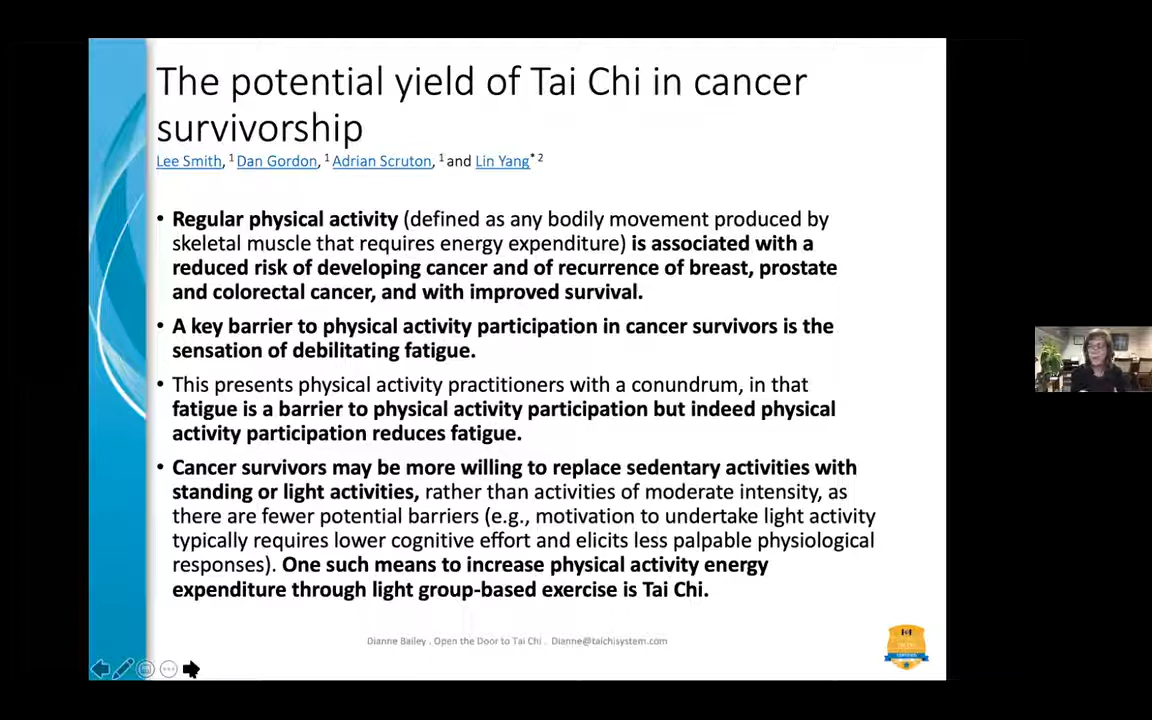 The potential yield of Tai Chi in cancer
survivorship
Lee Smith, 1 Dan Gordon, 1 Adrian Scruton, 1 and Lin Yang* 2
• Regular physical activity (defined as any bodily movement produced by
skeletal muscle that requires energy expenditure) is associated with a
reduced risk of developing cancer and of recurrence of breast, prostate
and colorectal cancer, and with improved survival.
• A key barrier to physical activity participation in cancer survivors is the
sensation of debilitating fatigue.
• This presents physical activity practitioners with a conundrum, in that
fatigue is a barrier to physical activity participation but indeed physical
activity participation reduces fatigue.
• Cancer survivors may be more willing to replace sedentary activities with
standing or light activities, rather than activities of moderate intensity, as
there are fewer potential barriers (e.g., motivation to undertake light activity
typically requires lower cognitive effort and elicits less palpable physiological
responses). One such means to increase physical activity energy
expenditure through light group-based exercise is Tai Chi.
Dianne Bailey . Open the Door to Tai Chi . Dianne@taichisystem.com